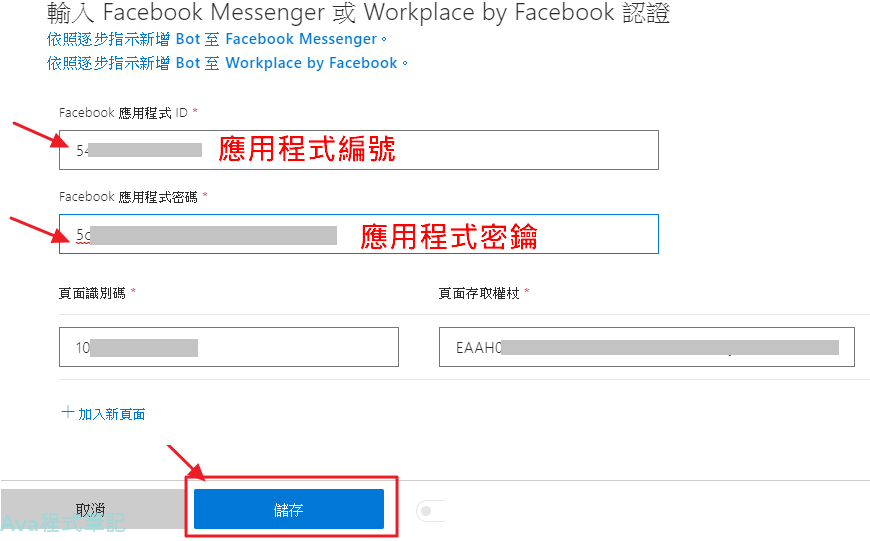 輸入 Facebook Messenger 或 Workplace by Facebook 認證
依照逐步指示新增 Bot 至 Facebook Messenger。
依照逐步指示新增 Bot 至 Workplace by Facebook。
Facebook 應用程式 ID *
54 應用程式編號
Facebook 應用程式密碼 *
5c 應用程式密鑰
頁面識別碼 * 頁面存取權杖 *
10 EAAH0
+ 加入新頁面
取消 儲存
Ava程式筆記